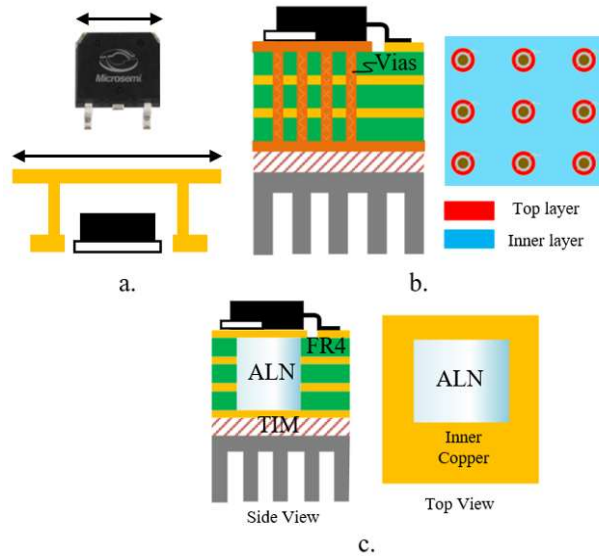 Microsemi
Vias
Top layer
Inner layer
a.
b.
FR4
ALN
TIM
Side View
ALN
Inner
Copper
Top View
c.